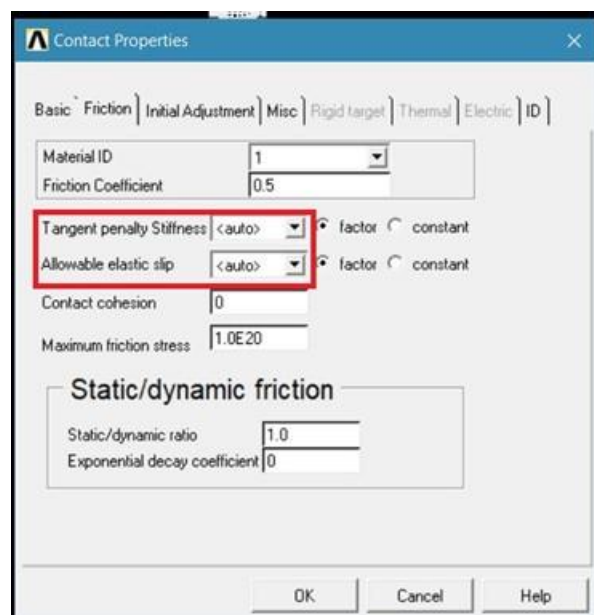 Contact Properties
Basic Friction Initial Adjustment Misc Rigid target Thermal Electric ID
Material ID 1
Friction Coefficient 0.5
Tangent penalty Stiffness <auto> factor constant
Allowable elastic slip <auto> factor constant
Contact cohesion 0
Maximum friction stress 1.0E20
Static/dynamic friction
Static/dynamic ratio 1.0
Exponential decay coefficient 0
OK Cancel Help